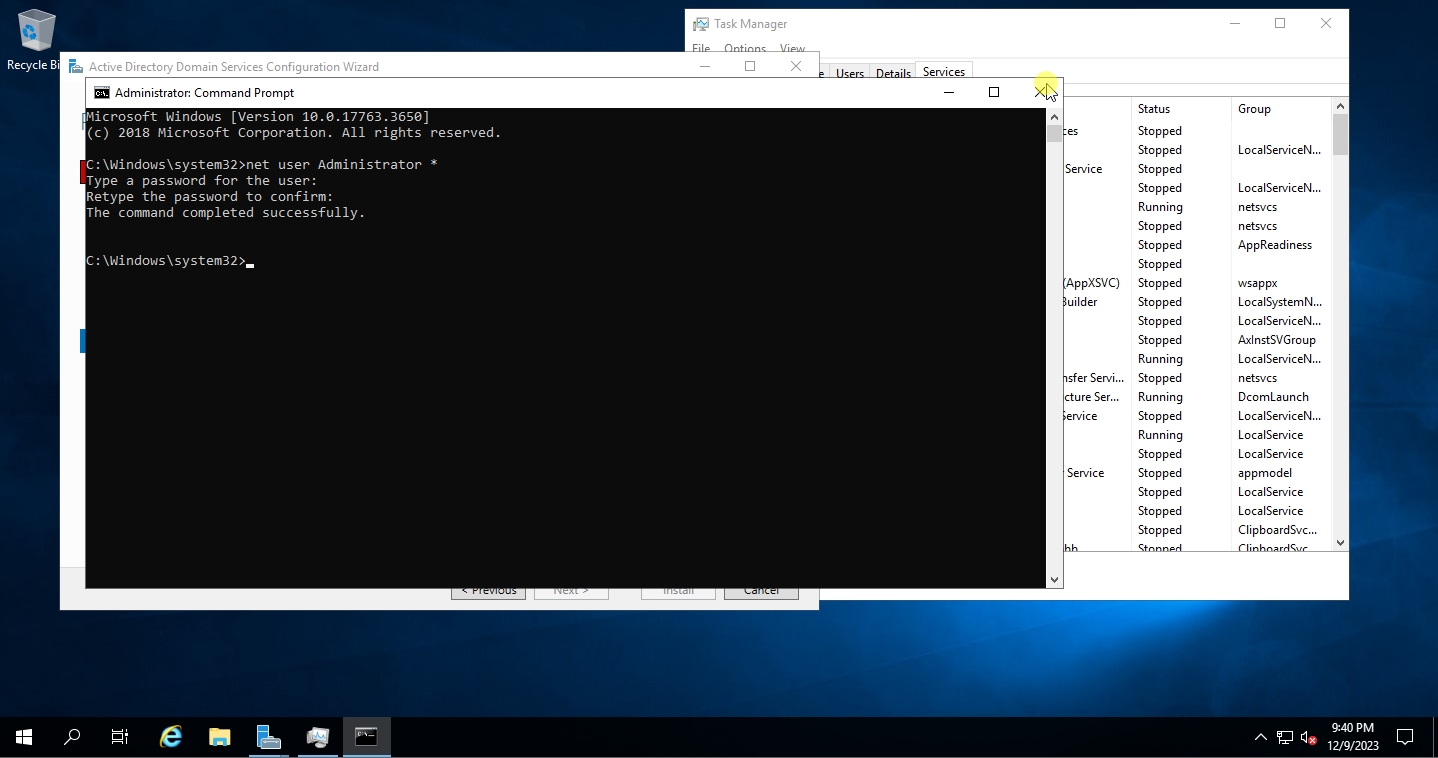 Recycle Bi
Task Manager
File Options View
Active Directory Domain Services Configuration Wizard
e Users Details Services
Administrator: Command Prompt
Microsoft Windows [Version 10.0.17763.3650]
(c) 2018 Microsoft Corporation. All rights reserved.
C:\Windows\system32>net user Administrator *
Type a password for the user:
Retype the password to confirm:
The command completed successfully.
C:\Windows\system32>
Status Group
ces Stopped
Stopped LocalServiceN...
Service Stopped
Stopped LocalServiceN...
Running netsvcs
Stopped netsvcs
Stopped AppReadiness
Stopped
(AppXSVC) Stopped wsappx
Builder Stopped LocalSystemN...
Stopped LocalServiceN...
Stopped AxInstSVGroup
Running LocalServiceN...
nsfer Servi... Stopped netsvcs
cture Ser... Running DcomLaunch
Service Stopped LocalServiceN...
Running LocalService
Stopped LocalService
Service Stopped appmodel
Stopped LocalService
Stopped LocalService
Stopped ClipboardSvc...
hb Stopped ClipboardSvc
< Previous Next > Install Cancel
9:40 PM
12/9/2023